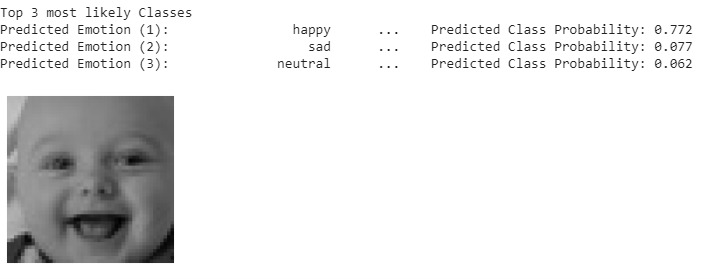 Top 3 most likely Classes
Predicted Emotion (1): happy ... Predicted Class Probability: 0.772
Predicted Emotion (2): sad ... Predicted Class Probability: 0.077
Predicted Emotion (3): neutral ... Predicted Class Probability: 0.062